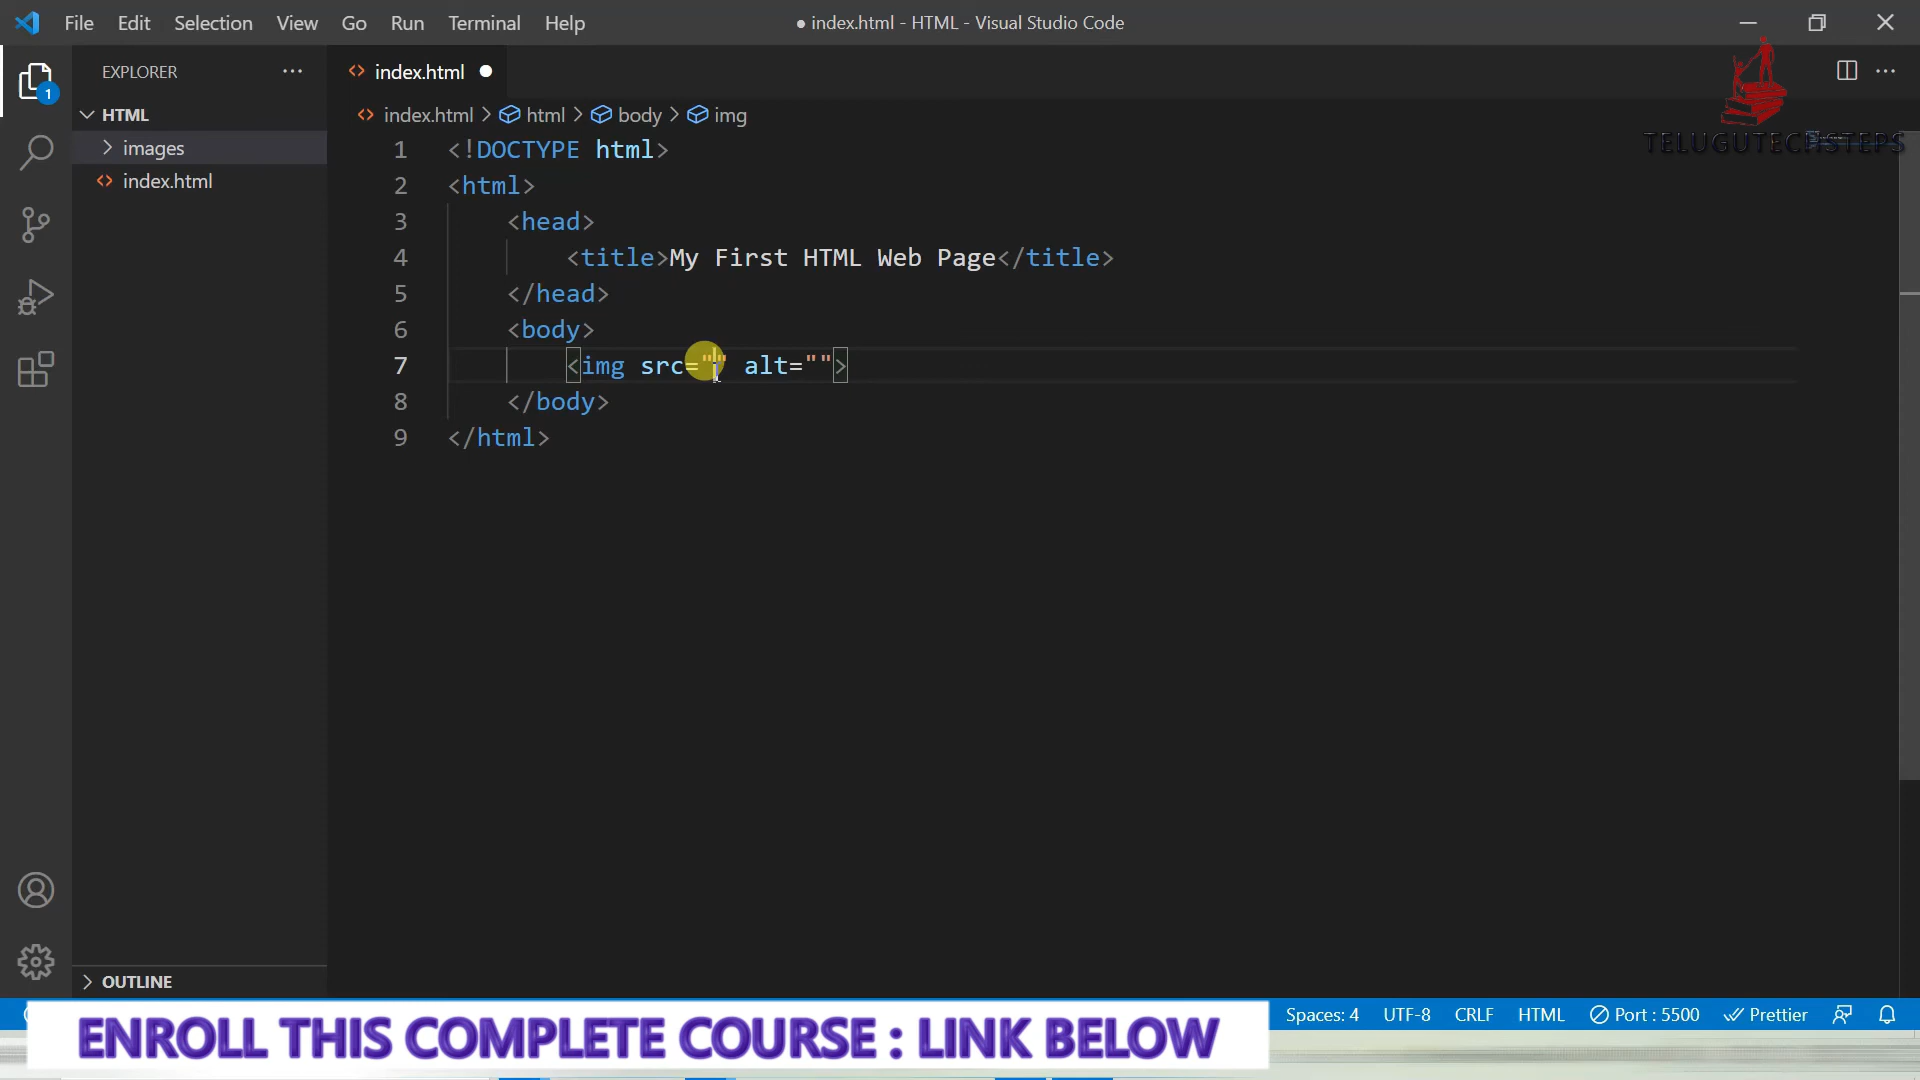 File Edit Selection View Go Run Terminal Help
● index.html - HTML - Visual Studio Code
EXPLORER
1
HTML
images
index.html
OUTLINE
index.html
index.html > html > body > img
1 <!DOCTYPE html>
2 <html>
3 <head>
4 <title>My First HTML Web Page</title>
5 </head>
6 <body>
7 <img src="" alt="">
8 </body>
9 </html>
TELUGUTECHSTEPS
Spaces: 4 UTF-8 CRLF HTML Port : 5500 Prettier
ENROLL THIS COMPLETE COURSE : LINK BELOW